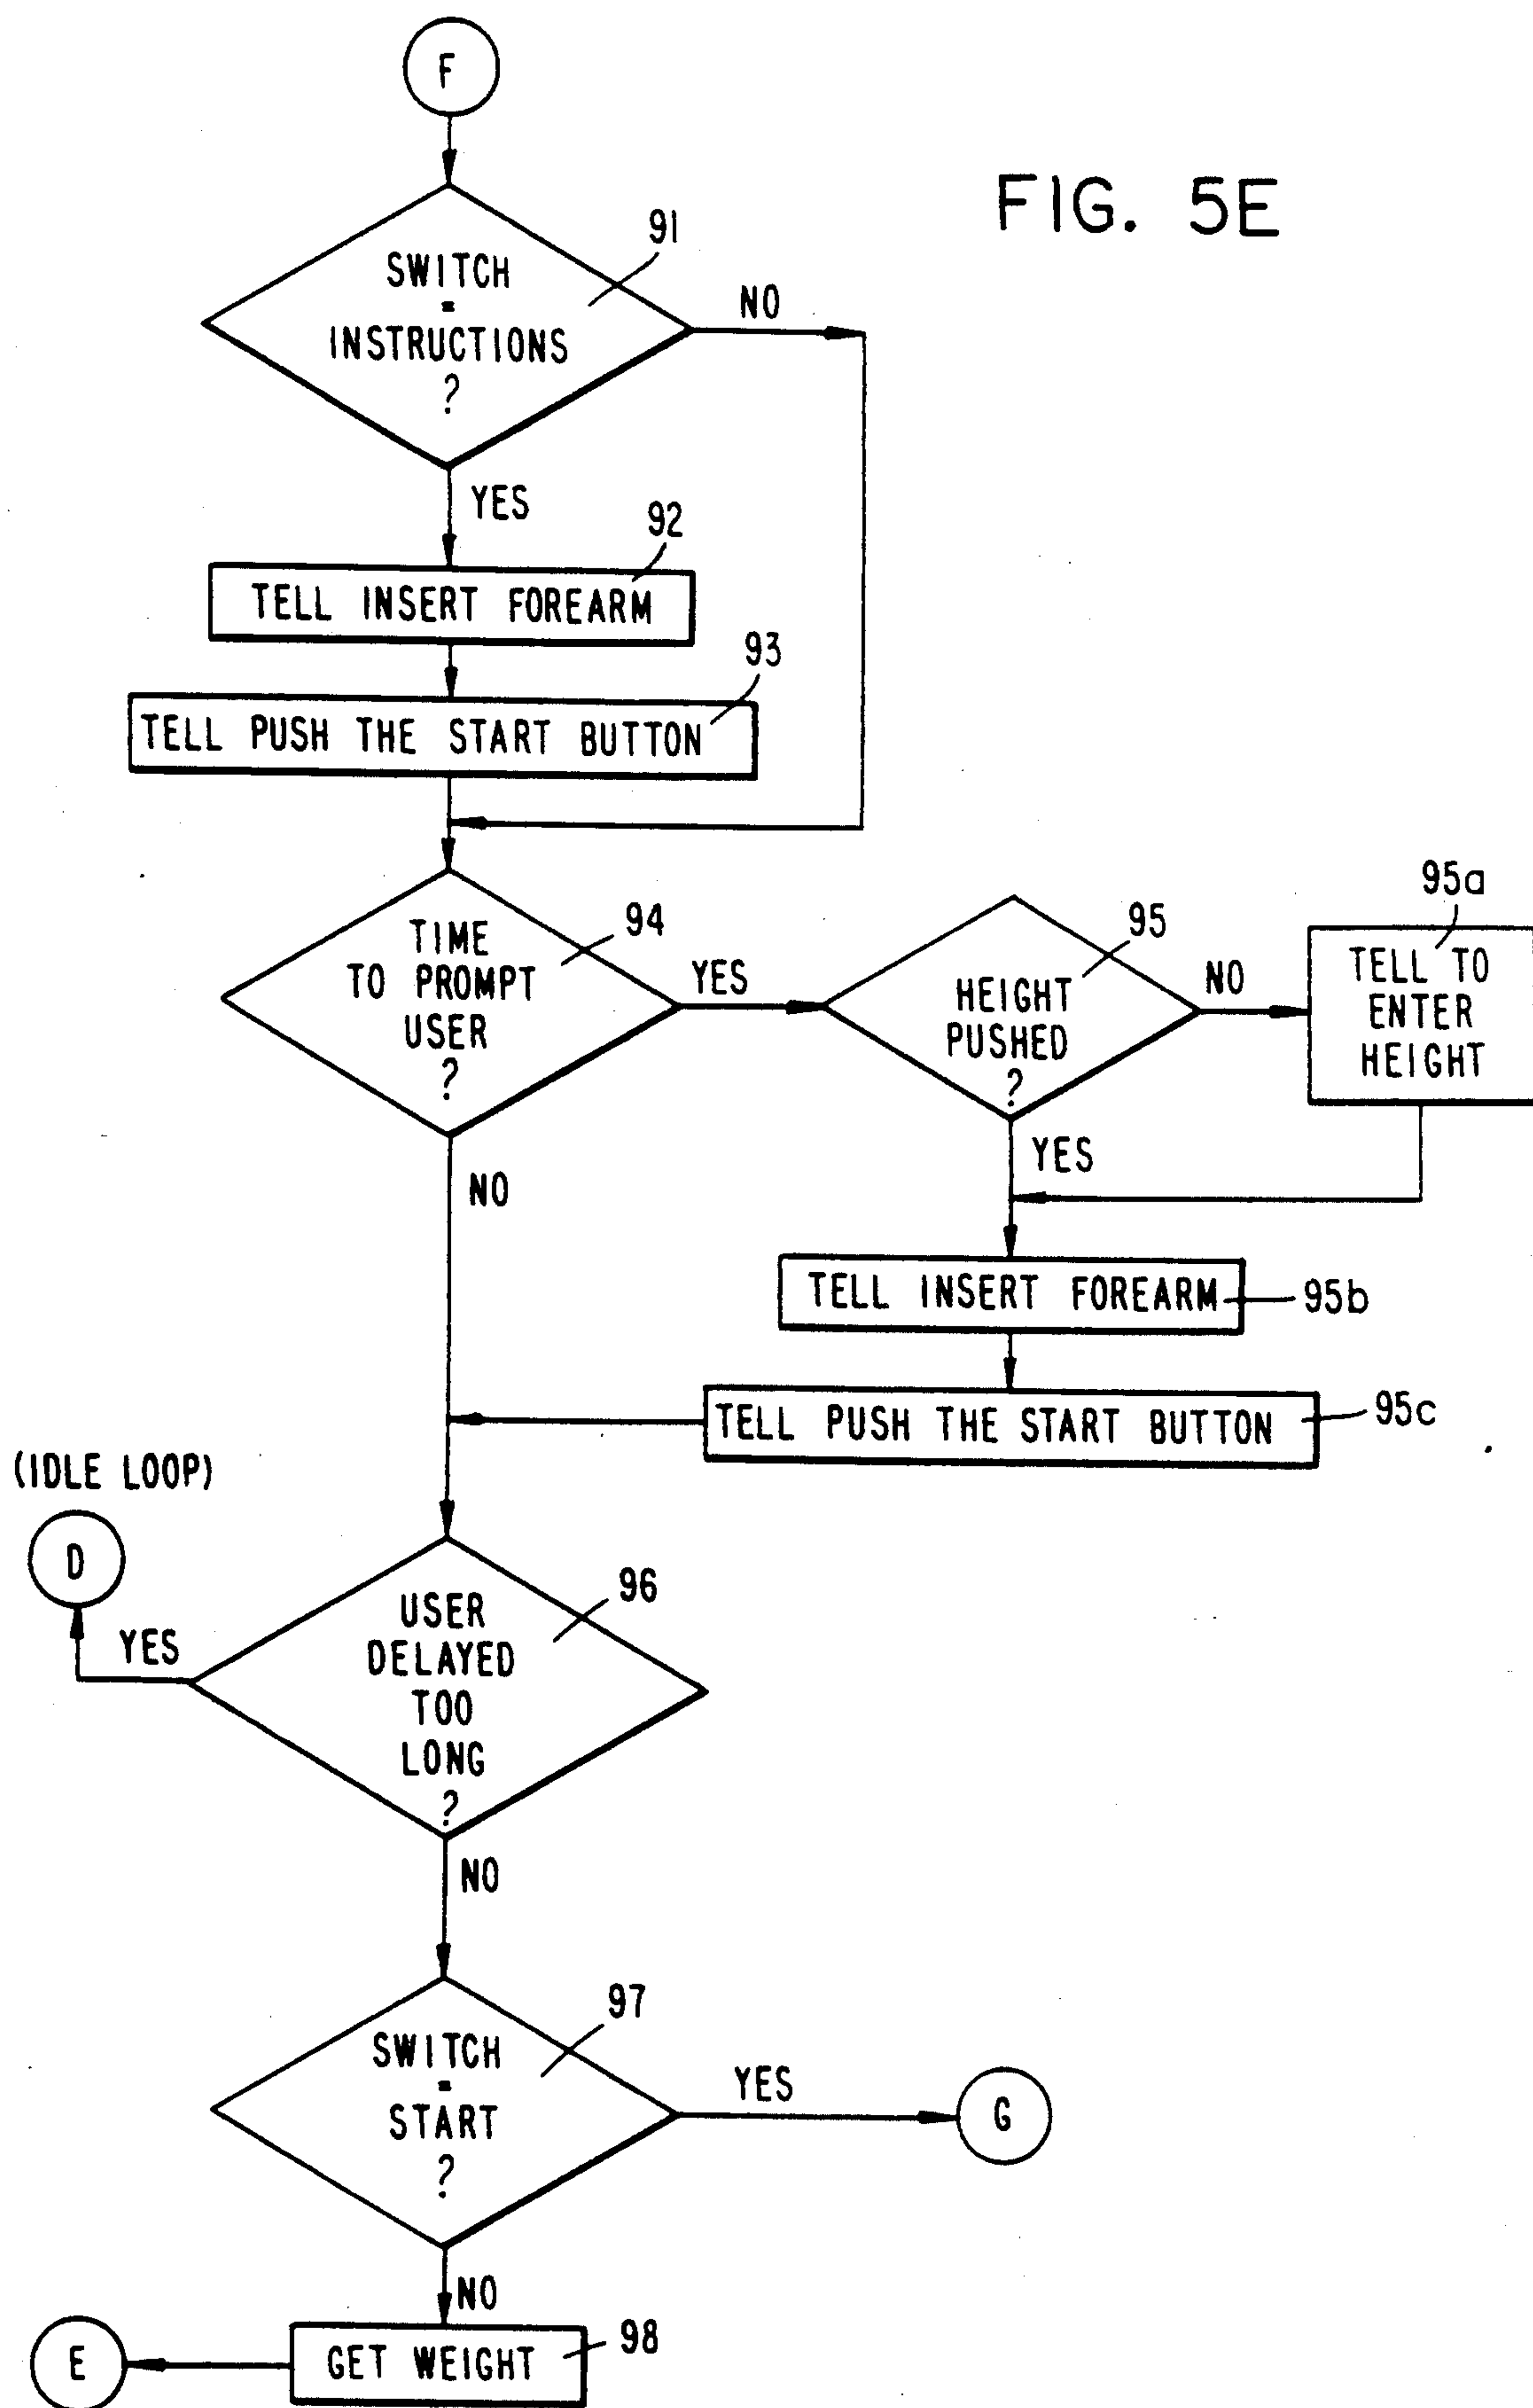 F
FIG. 5E
91
SWITCH
=
INSTRUCTIONS
?
NO
YES
92
TELL INSERT FOREARM
93
TELL PUSH THE START BUTTON
94
TIME
TO PROMPT
USER
?
YES
95
HEIGHT
PUSHED
?
NO
95a
TELL TO
ENTER
HEIGHT
NO
YES
TELL INSERT FOREARM
95b
TELL PUSH THE START BUTTON
95c
(IDLE LOOP)
D
YES
96
USER
DELAYED
TOO
LONG
?
NO
97
SWITCH
=
START
?
YES
G
NO
E
GET WEIGHT
98